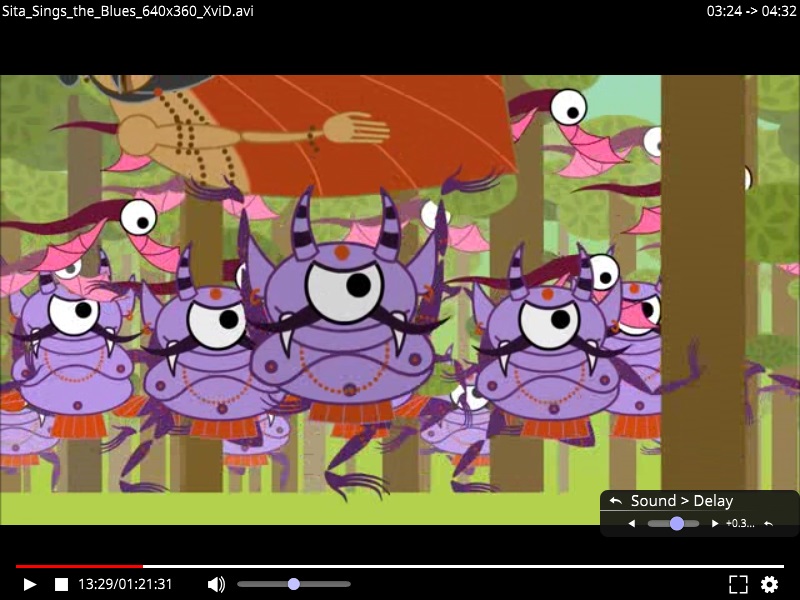 Sita_Sings_the_Blues_640x360_XviD.avi
03:24 -> 04:32
Sound > Delay
+0.3...
13:29/01:21:31